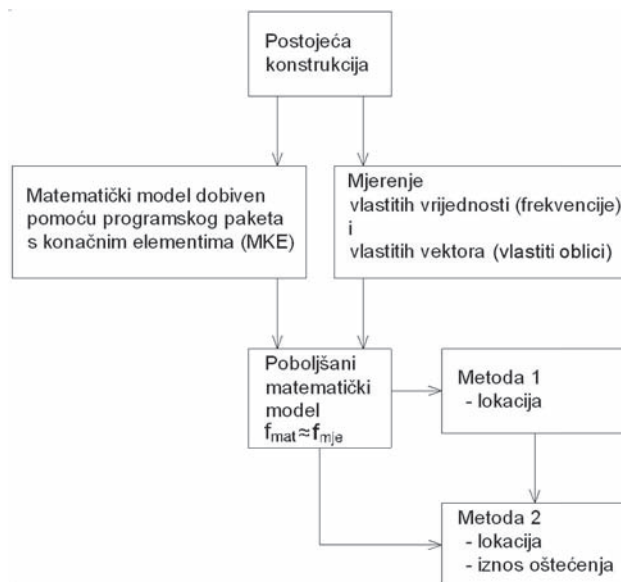 Postojeća
konstrukcija
Matematički model dobiven
pomoću programskog paketa
s konačnim elementima (MKE)
Mjerenje
vlastitih vrijednosti (frekvencije)
i
vlastitih vektora (vlastiti oblici)
Poboljšani
matematički
model
fmat≈fmje
Metoda 1
- lokacija
Metoda 2
- lokacija
- iznos oštećenja